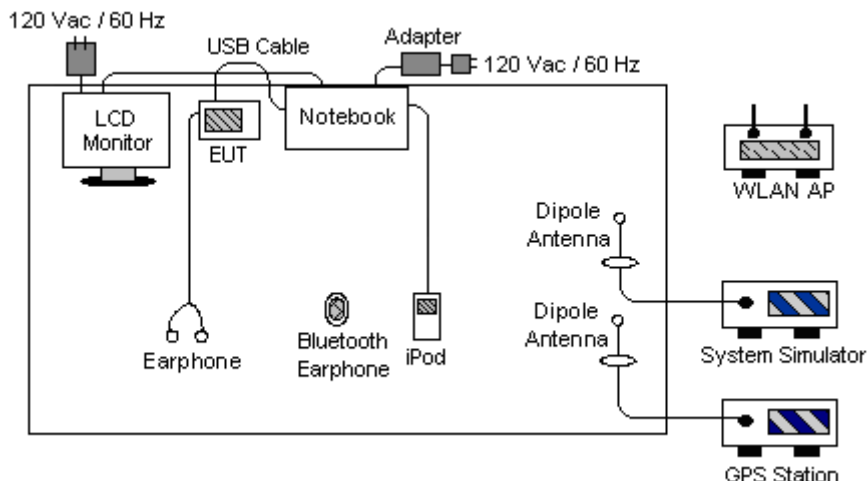 120 Vac / 60 Hz
USB Cable
Adapter
120 Vac / 60 Hz
LCD
Monitor
EUT
Notebook
WLAN AP
Dipole
Antenna
Dipole
Antenna
Earphone
Bluetooth
Earphone
iPod
System Simulator
GPS Station